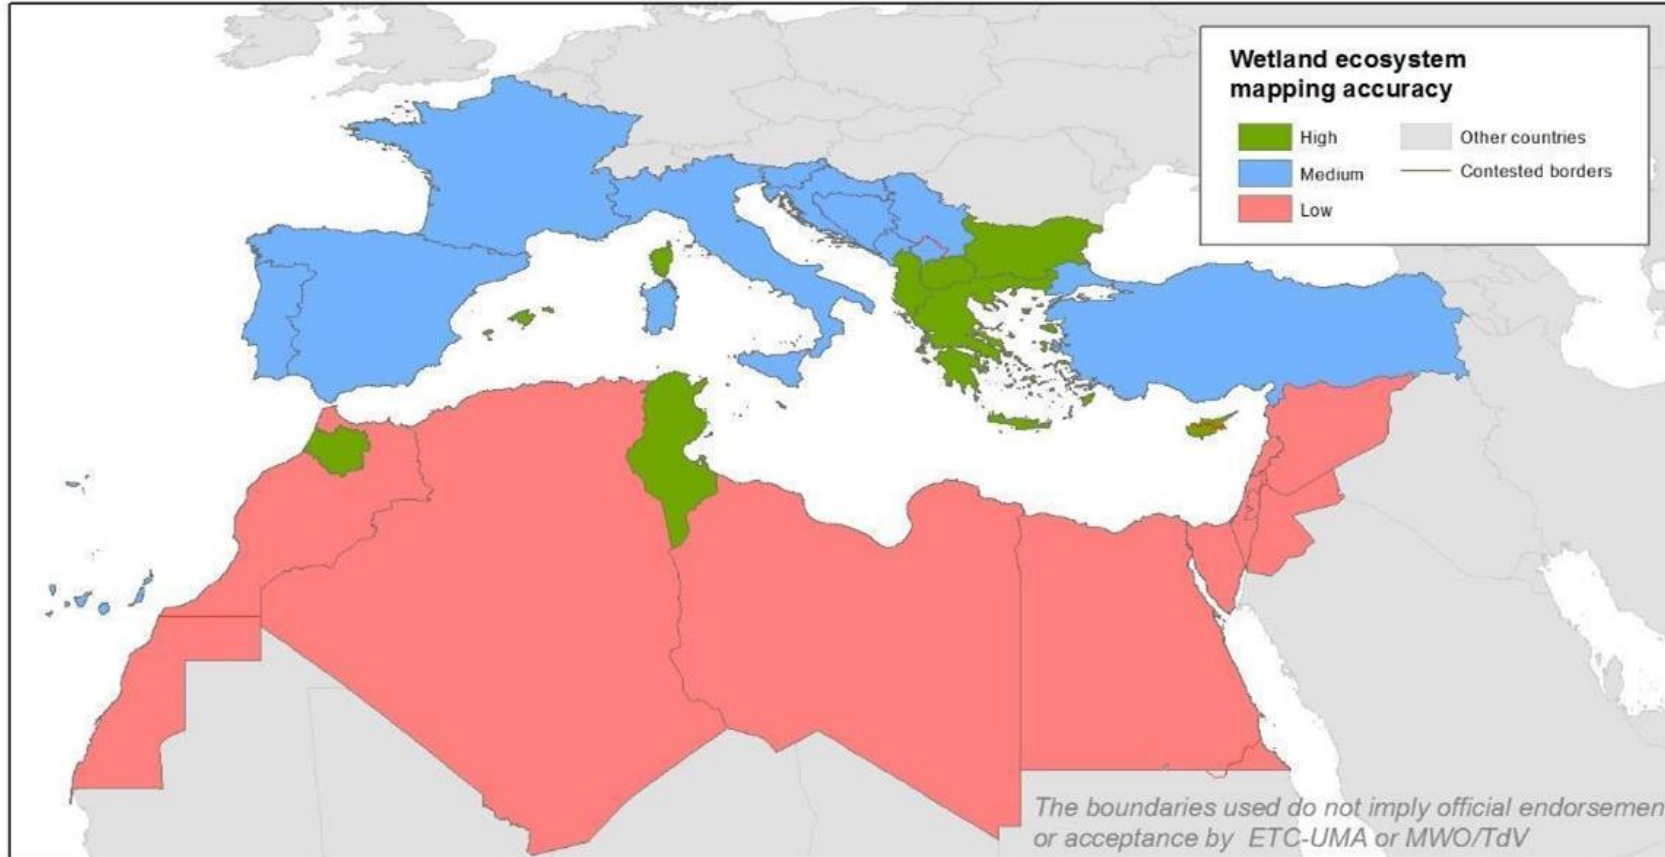 Wetland ecosystem
mapping accuracy
High
Other countries
Medium
Contested borders
Low
The boundaries used do not imply official endorsemen
or acceptance by ETC-UMA or MWO/TdV